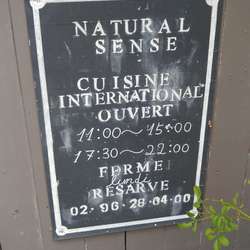 NATURAL
SENSE
CUISINE
INTERNATIONAL
OUVERT
11:00~15:00
17:30~22:00
FERME
lundi
RESARVE
02·96·28·04·00